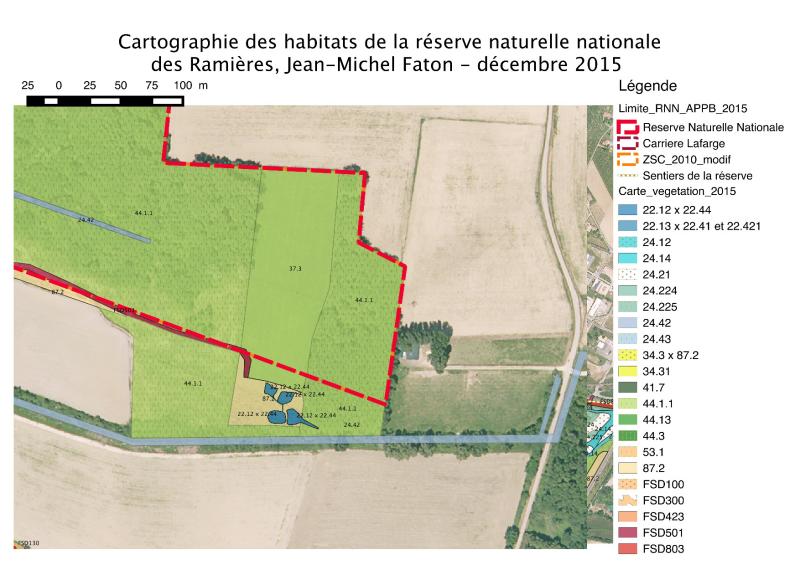 Cartographie des habitats de la réserve naturelle nationale
des Ramières, Jean-Michel Faton - décembre 2015
25 0 25 50 75 100 m
Légende
Limite_RNN_APPB_2015
Reserve Naturelle Nationale
Carriere Lafarge
ZSC_2010_modif
Sentiers de la réserve
Carte_vegetation_2015
22.12 x 22.44
22.13 x 22.41 et 22.421
24.12
24.14
24.21
24.224
24.225
24.42
24.43
34.3 x 87.2
34.31
41.7
44.1.1
44.13
44.3
53.1
87.2
FSD100
FSD300
FSD423
FSD501
FSD803
44.1.1
24.42
37.3
44.1.1
87.2
FSD501
44.1.1
22.12 x 22.44
22.12 x 22.44
87.2
22.12 x 22.44
22.12 x 22.44
44.1.1
24.42
87.2
FSD130